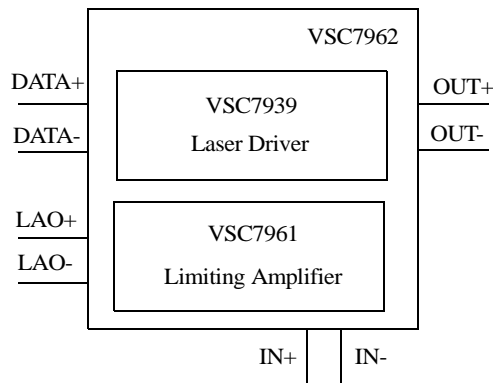 VSC7962
DATA+
DATA-
VSC7939
Laser Driver
OUT+
OUT-
LAO+
LAO-
VSC7961
Limiting Amplifier
IN+
IN-